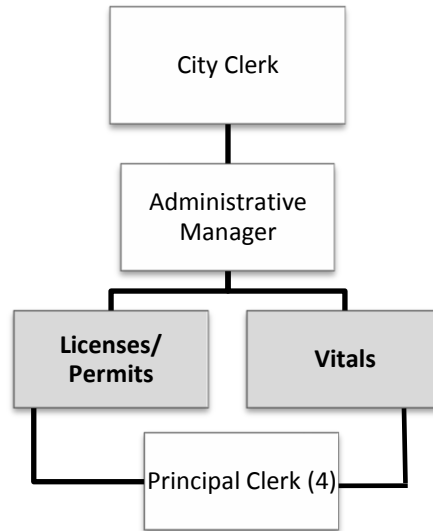 City Clerk
Administrative
Manager
Licenses/
Permits
Vitals
Principal Clerk (4)